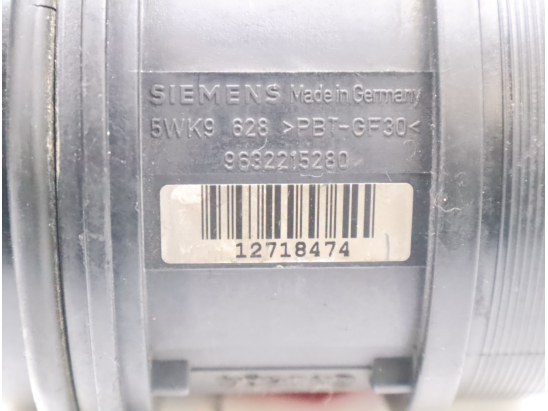 SIEMENS Made in Germany
5WK9 628 >PBT-GF30<
9632215280
12718474